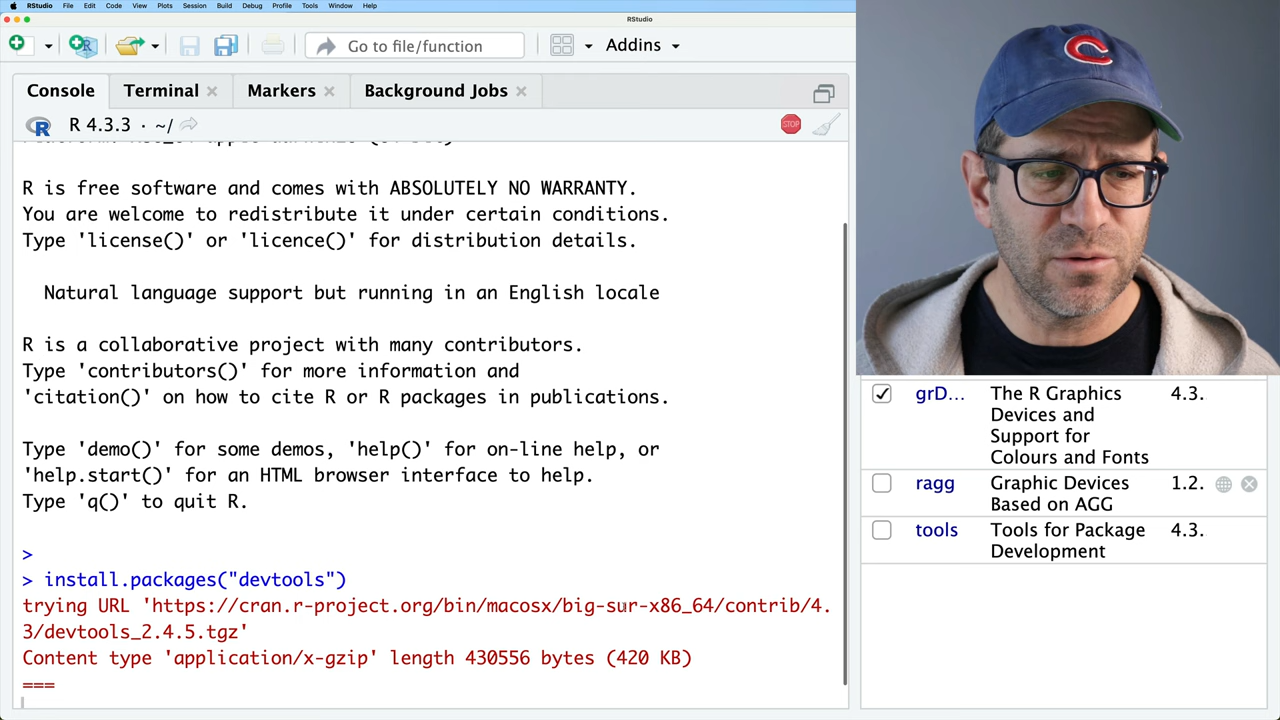 RStudio File Edit Code View Plots Session Build Debug Profile Tools Window Help
RStudio
Go to file/function
Addins
Console Terminal Markers Background Jobs
R 4.3.3 · ~/
STOP
R is free software and comes with ABSOLUTELY NO WARRANTY.
You are welcome to redistribute it under certain conditions.
Type 'license()' or 'licence()' for distribution details.
Natural language support but running in an English locale
R is a collaborative project with many contributors.
Type 'contributors()' for more information and
'citation()' on how to cite R or R packages in publications.
Type 'demo()' for some demos, 'help()' for on-line help, or
'help.start()' for an HTML browser interface to help.
Type 'q()' to quit R.
>
> install.packages("devtools")
trying URL 'https://cran.r-project.org/bin/macosx/big-sur-x86_64/contrib/4.
3/devtools_2.4.5.tgz'
Content type 'application/x-gzip' length 430556 bytes (420 KB)
===
C
grD... The R Graphics 4.3.
Devices and
Support for
Colours and Fonts
ragg Graphic Devices 1.2.
Based on AGG
tools Tools for Package 4.3.
Development